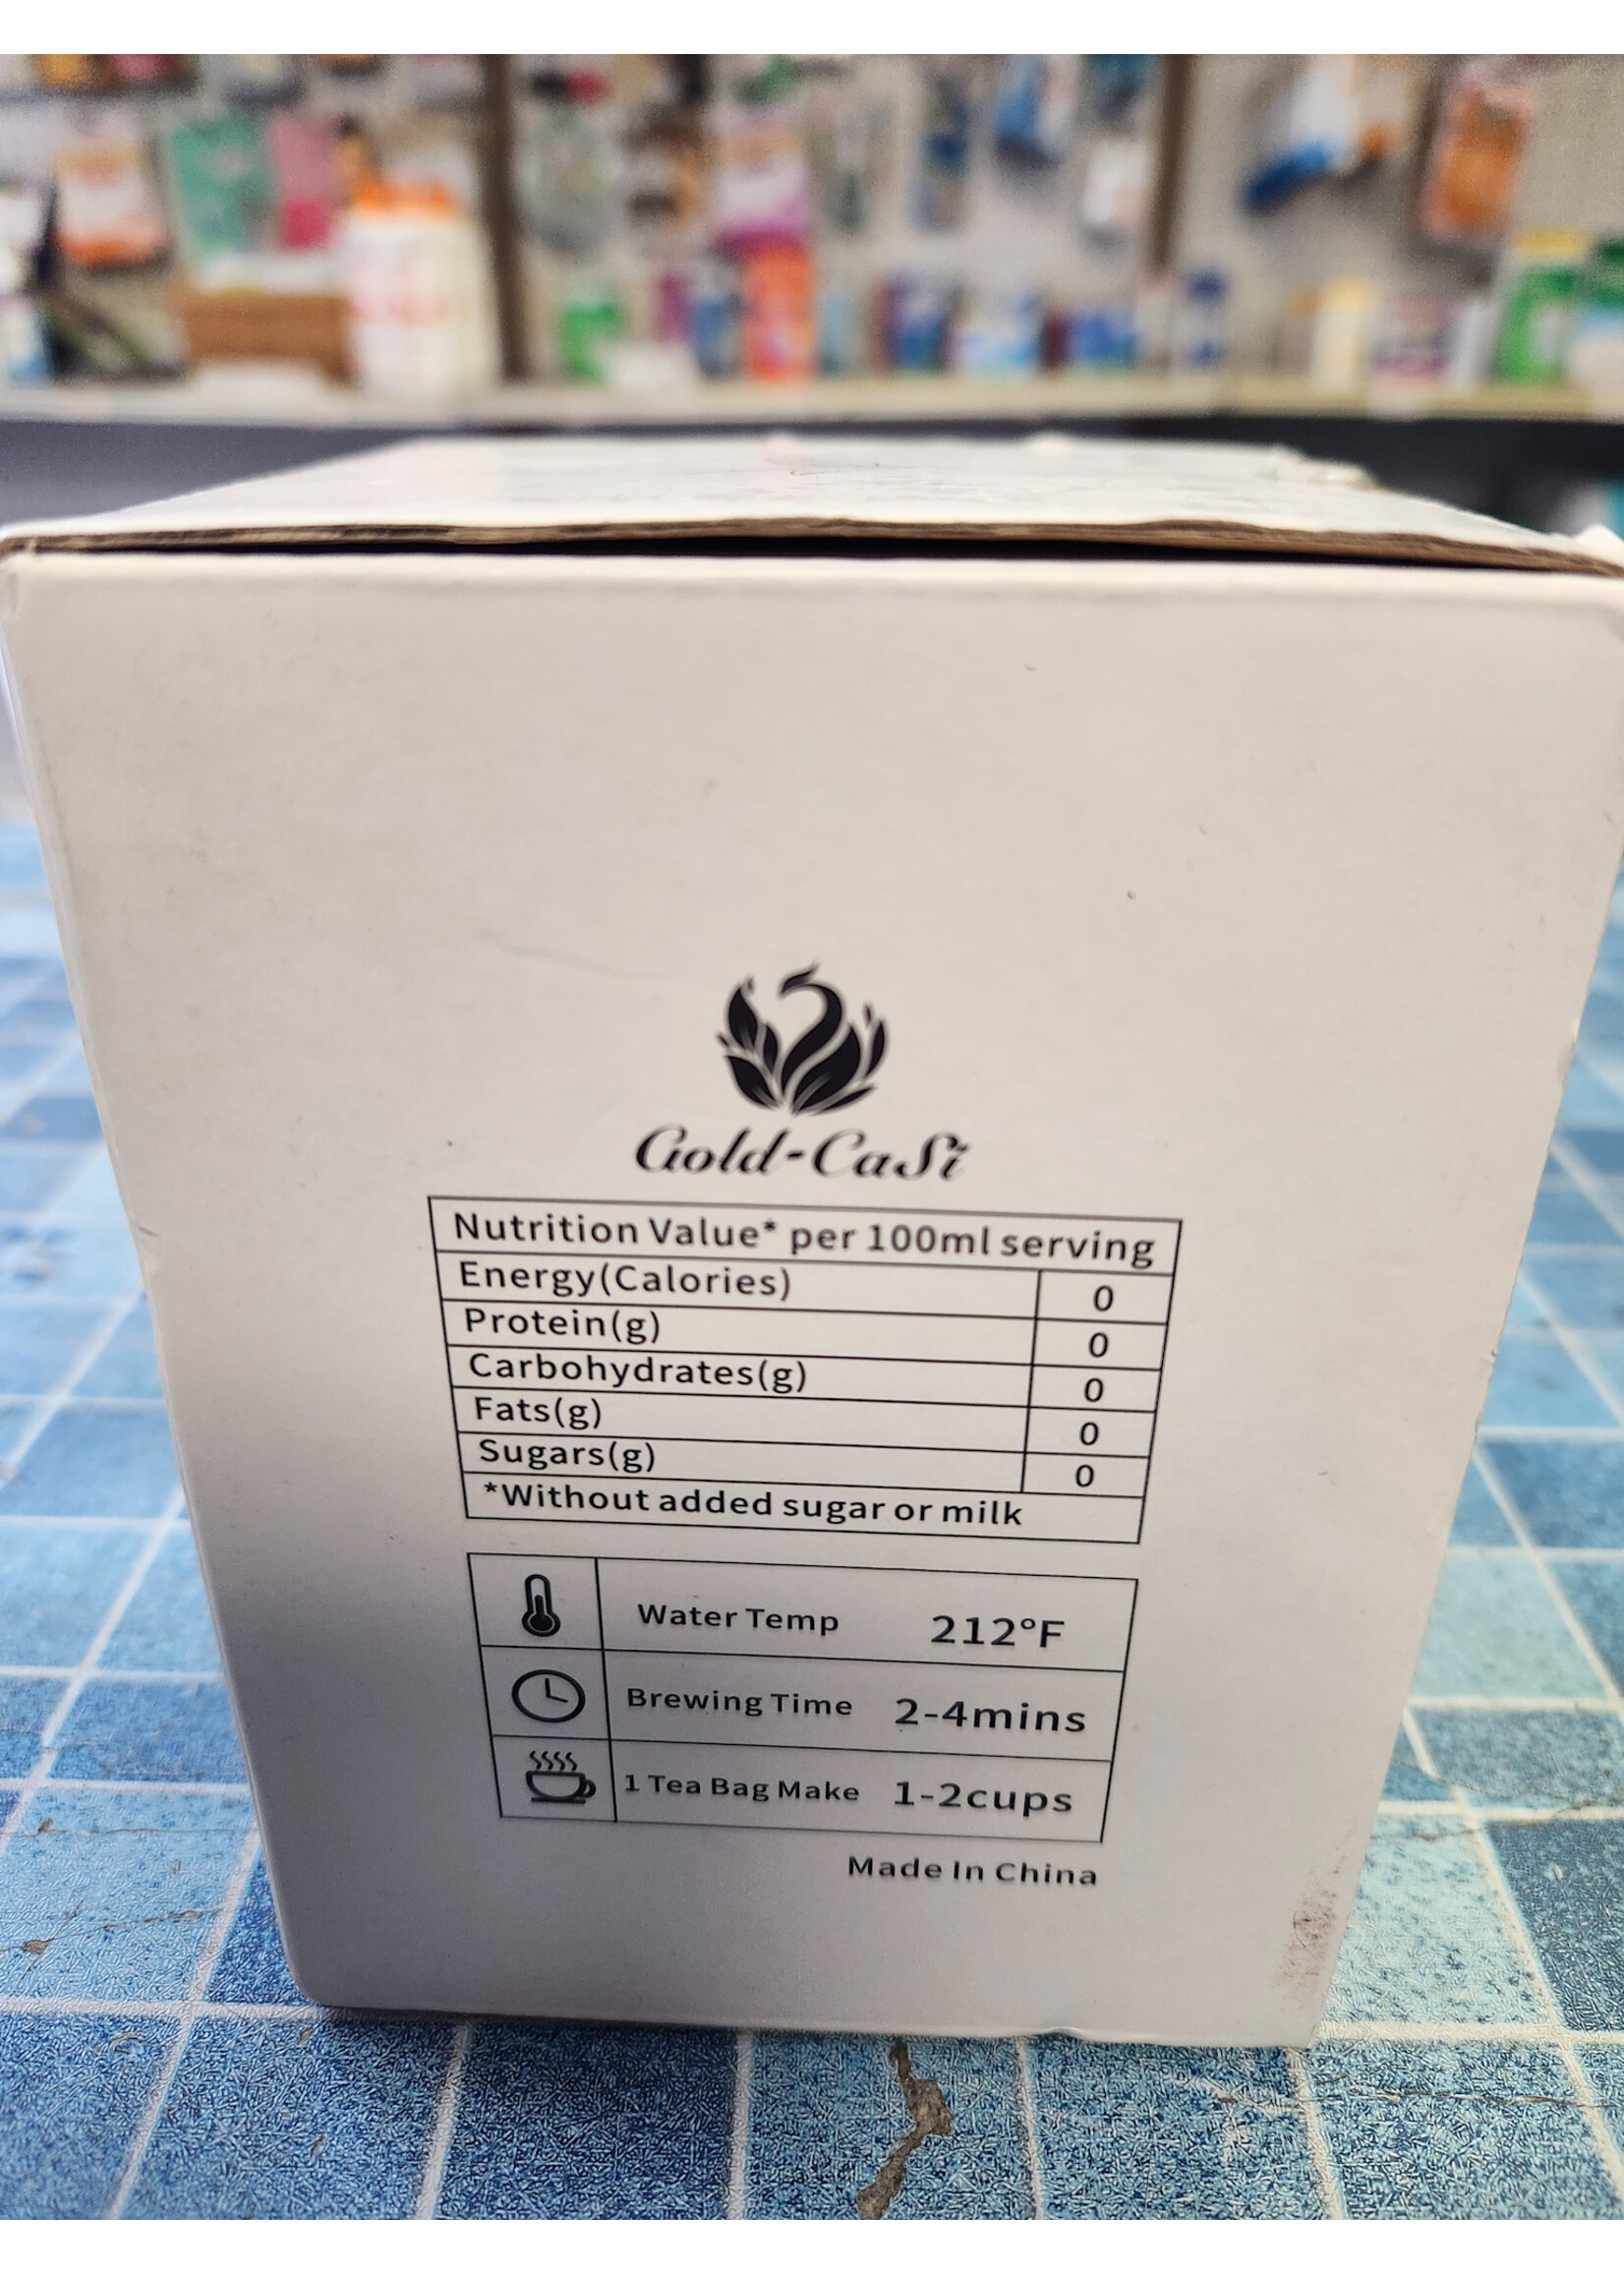 Gold-CaSi
Nutrition Value* per 100ml serving
Energy(Calories) 0
Protein(g) 0
Carbohydrates(g) 0
Fats(g) 0
Sugars(g) 0
*Without added sugar or milk
Water Temp 212°F
Brewing Time 2-4mins
1 Tea Bag Make 1-2cups
Made In China